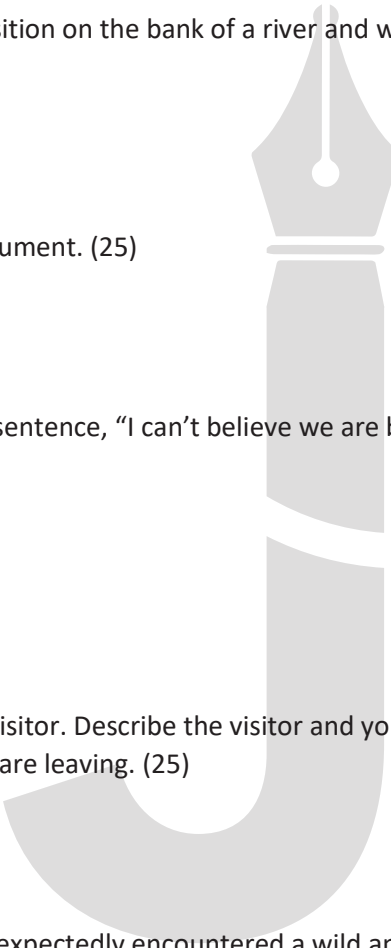 sition on the bank of a river and w
ument. (25)
sentence, “I can’t believe we are b
isitor. Describe the visitor and yo
are leaving. (25)
expectedly encountered a wild an